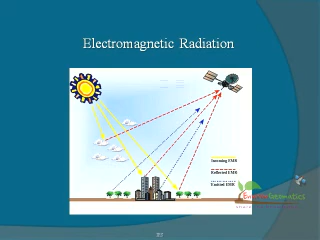 Electromagnetic Radiation
Incoming EMR
Reflected EMR
Emitted EMR